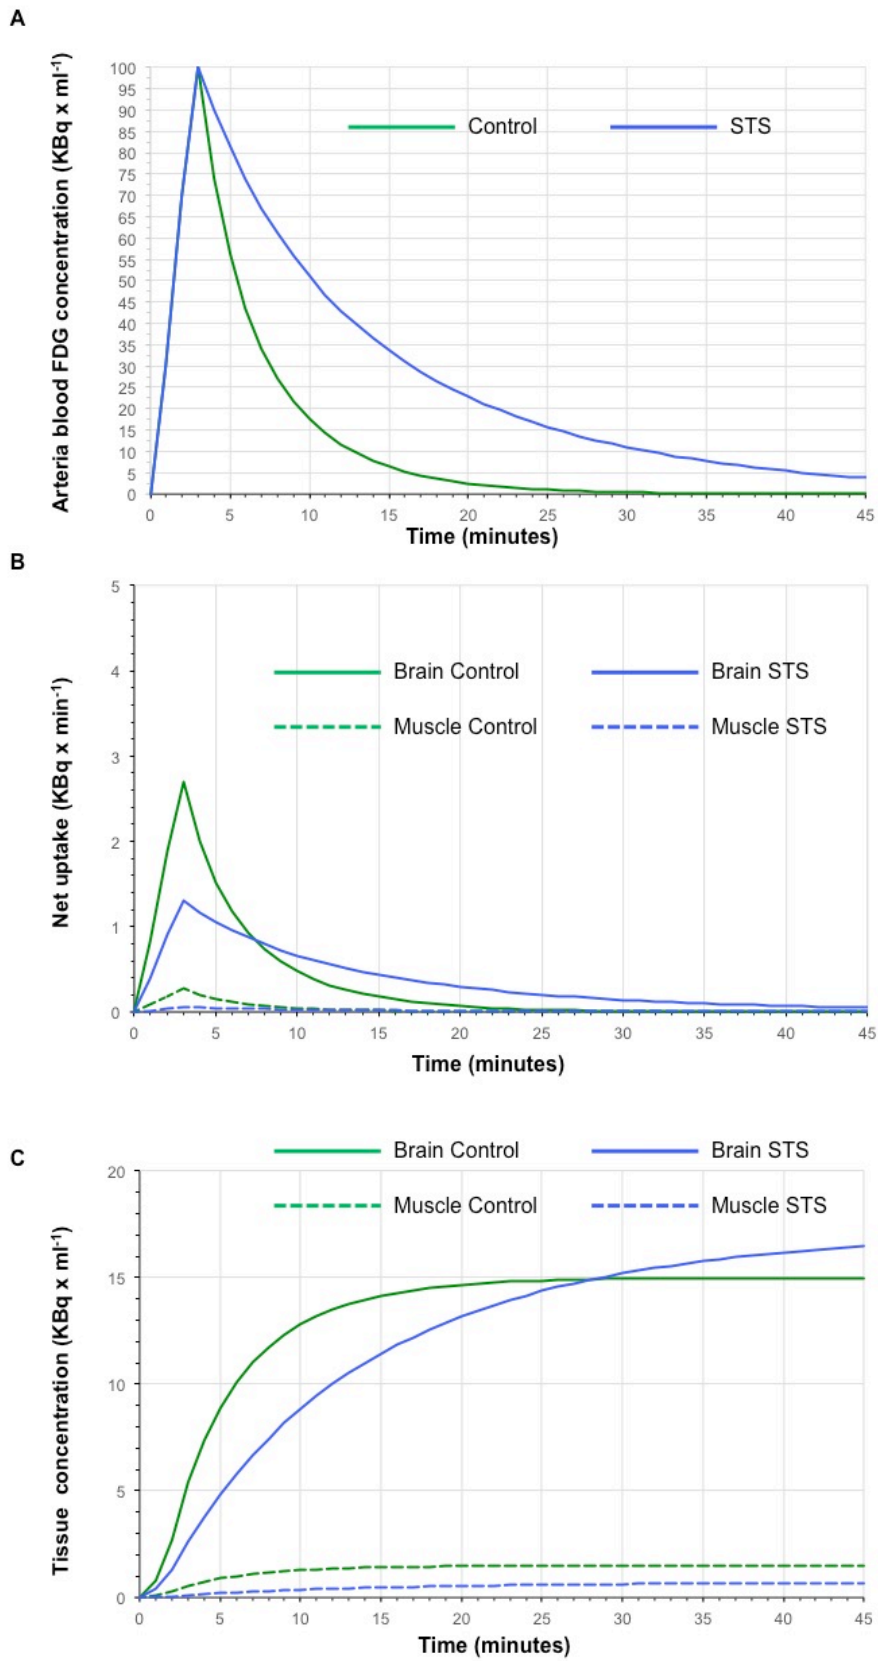 A
Arteria blood FDG concentration (KBq x ml-1)
100
95
90
85
80
75
70
65
60
55
50
45
40
35
30
25
20
15
10
5
0
Control STS
0 5 10 15 20 25 30 35 40 45
Time (minutes)
B
Net uptake (KBq x min-1)
5
4
3
2
1
0
Brain Control Brain STS
Muscle Control Muscle STS
0 5 10 15 20 25 30 35 40 45
Time (minutes)
C
Brain Control Brain STS
Muscle Control Muscle STS
Tissue concentration (KBq x ml-1)
20
15
10
5
0
0 5 10 15 20 25 30 35 40 45
Time (minutes)